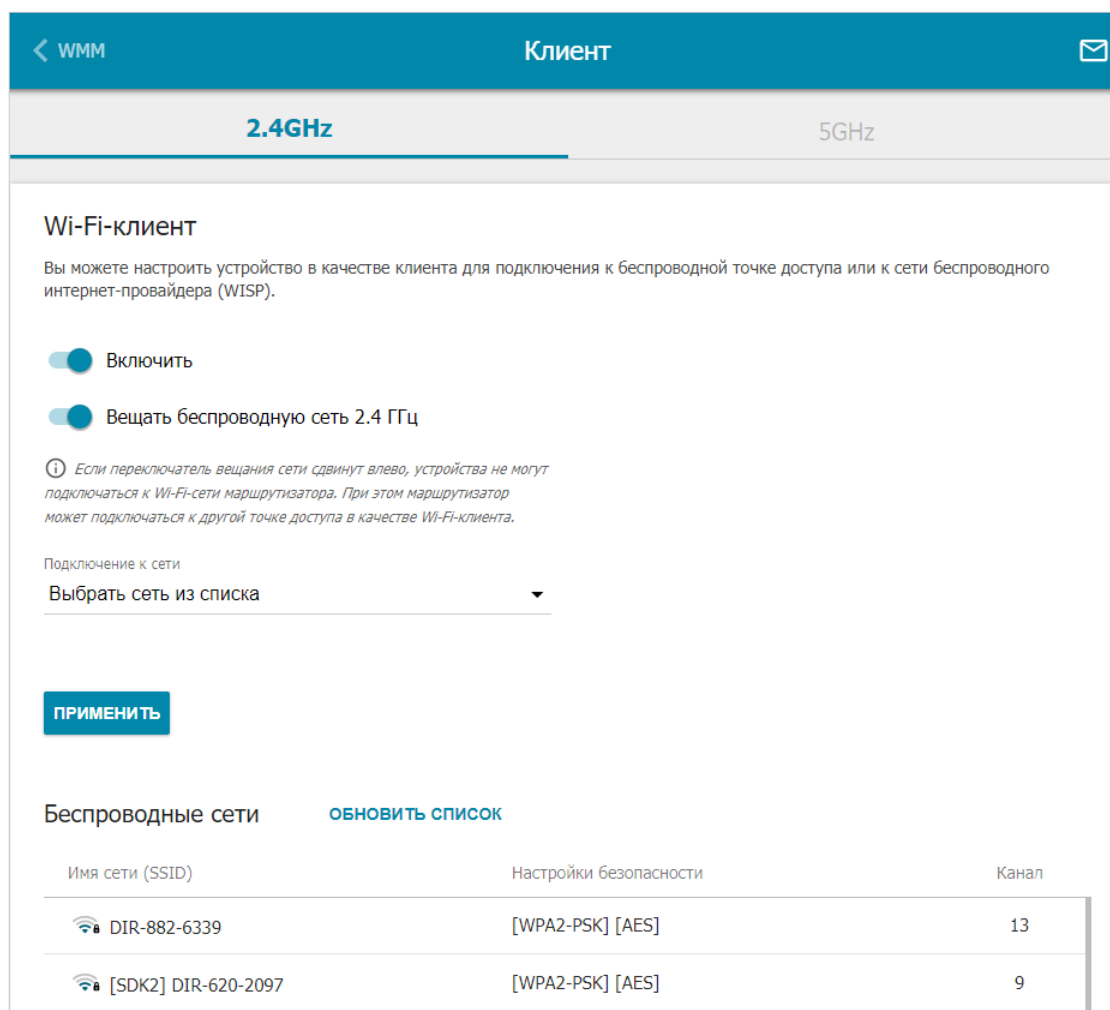 WMM
Клиент
2.4GHz
5GHz
Wi-Fi-клиент
Вы можете настроить устройство в качестве клиента для подключения к беспроводной точке доступа или к сети беспроводного
интернет-провайдера (WISP).
Включить
Вещать беспроводную сеть 2.4 ГГц
Если переключатель вещания сети сдвинут влево, устройства не могут
подключаться к Wi-Fi-сети маршрутизатора. При этом маршрутизатор
может подключаться к другой точке доступа в качестве Wi-Fi-клиента.
Подключение к сети
Выбрать сеть из списка
ПРИМЕНИТЬ
Беспроводные сети ОБНОВИТЬ СПИСОК
Имя сети (SSID) Настройки безопасности Канал
DIR-882-6339 [WPA2-PSK] [AES] 13
[SDK2] DIR-620-2097 [WPA2-PSK] [AES] 9